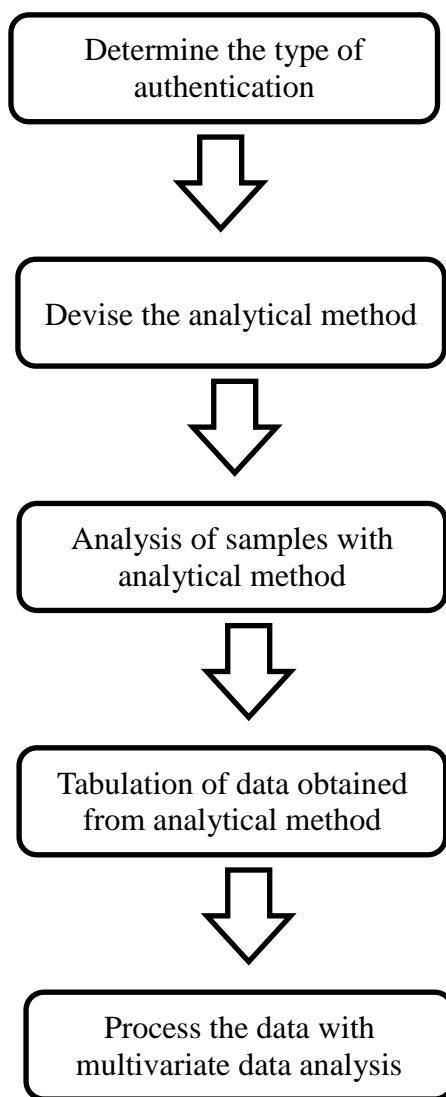 Determine the type of
authentication
Devise the analytical method
Analysis of samples with
analytical method
Tabulation of data obtained
from analytical method
Process the data with
multivariate data analysis